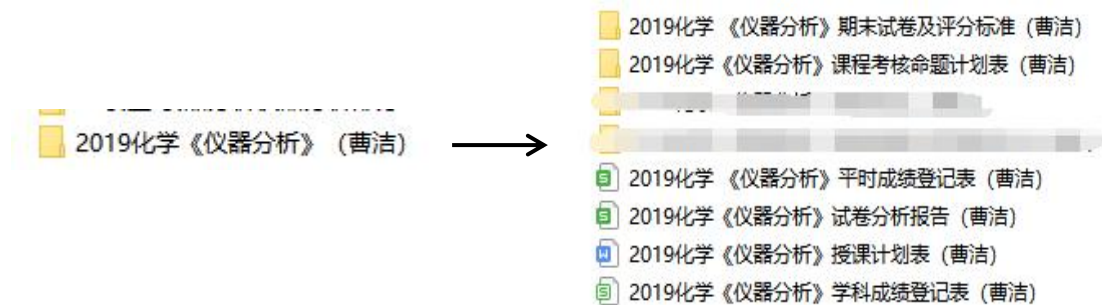 2019化学《仪器分析》（曹洁）
2019化学 《仪器分析》期末试卷及评分标准（曹洁）
2019化学《仪器分析》课程考核命题计划表（曹洁）
2019化学 《仪器分析》平时成绩登记表（曹洁）
2019化学《仪器分析》试卷分析报告（曹洁）
2019化学《仪器分析》授课计划表（曹洁）
2019化学《仪器分析》学科成绩登记表（曹洁）